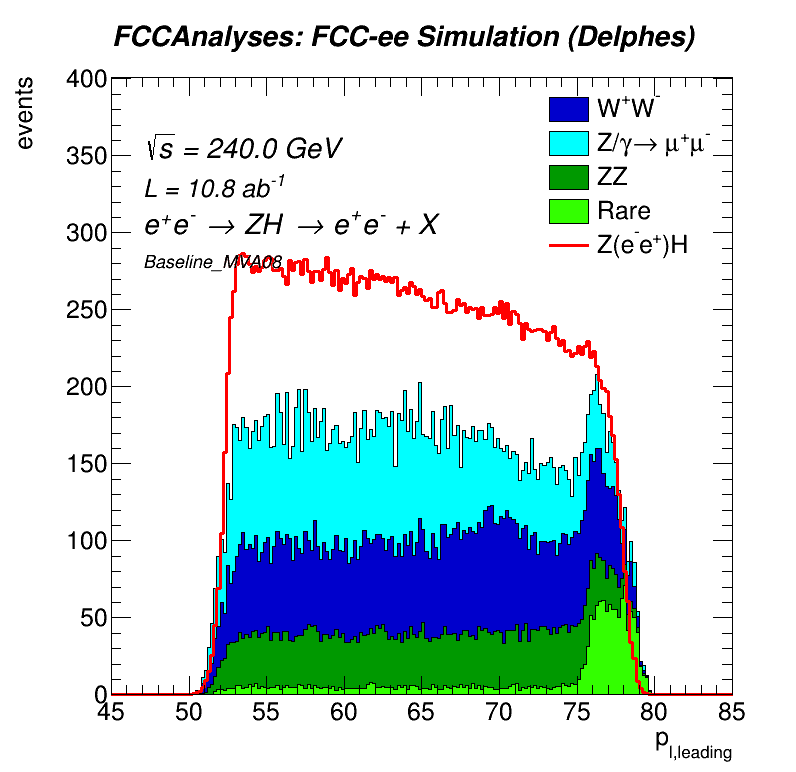 FCCAnalyses: FCC-ee Simulation (Delphes)
events
400
350
300
250
200
150
100
50
0
√s = 240.0 GeV
L = 10.8 ab⁻¹
e⁺e⁻ → ZH → e⁺e⁻ + X
Baseline_MVA08
W⁺W⁻
Z/γ→ μ⁺μ⁻
ZZ
Rare
Z(e⁻e⁺)H
45 50 55 60 65 70 75 80 85
p_l,leading